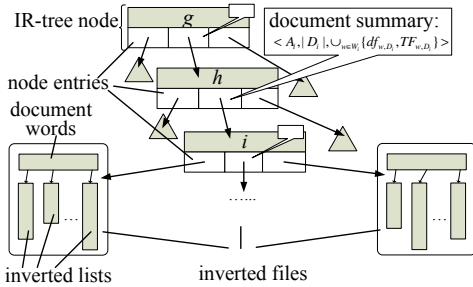 IR-tree node
g
document summary:
< A_i, | D_i |, ∪_{w∈W_i} {df_{w,D_i}, TF_{w,D_i}} >
node entries
h
document
words
i
......
...
...
inverted lists
inverted files